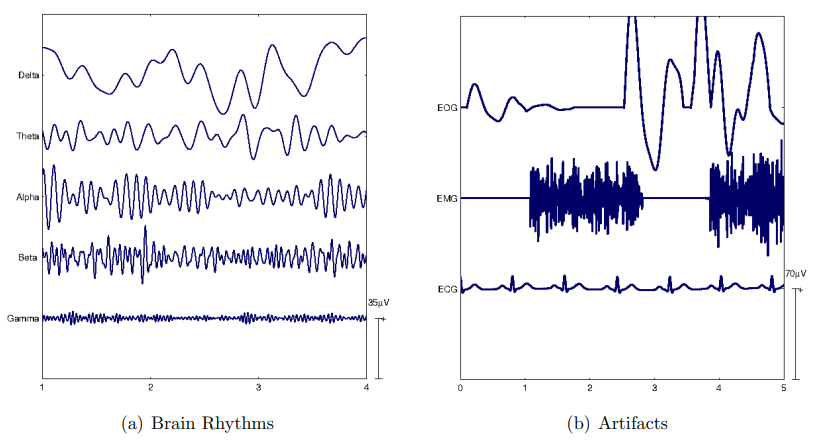 Delta
Theta
Alpha
Beta
Gamma
35μV
+
1
2
3
4
(a) Brain Rhythms
EOG
EMG
ECG
70μV
+
0
1
2
3
4
5
(b) Artifacts